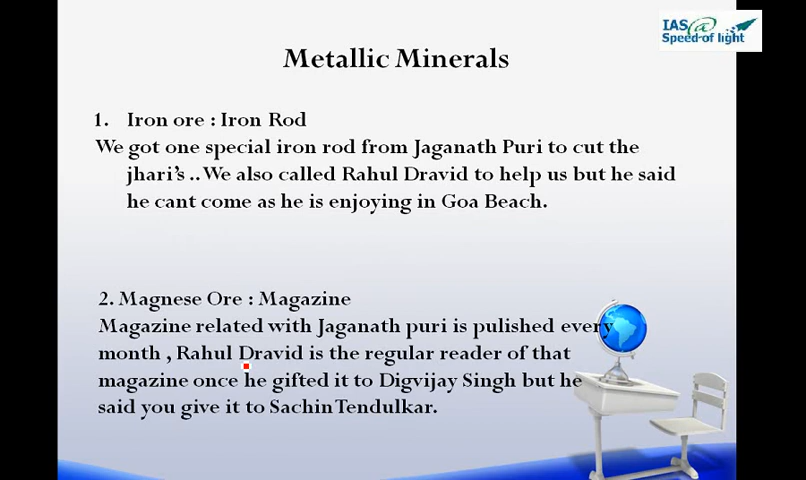 IAS@
Speed of light
Metallic Minerals
1. Iron ore : Iron Rod
We got one special iron rod from Jaganath Puri to cut the
jhari's .. We also called Rahul Dravid to help us but he said
he cant come as he is enjoying in Goa Beach.
2. Magnese Ore : Magazine
Magazine related with Jaganath puri is pulished every
month , Rahul Dravid is the regular reader of that
magazine once he gifted it to Digvijay Singh but he
said you give it to Sachin Tendulkar.